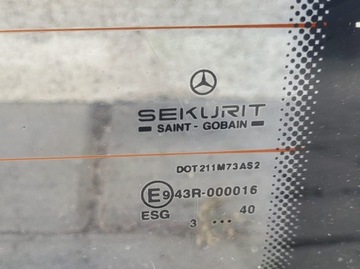 SEKURIT
SAINT - GOBAIN
DOT211M73AS2
E9 43R-000016
ESG
3 ... 40